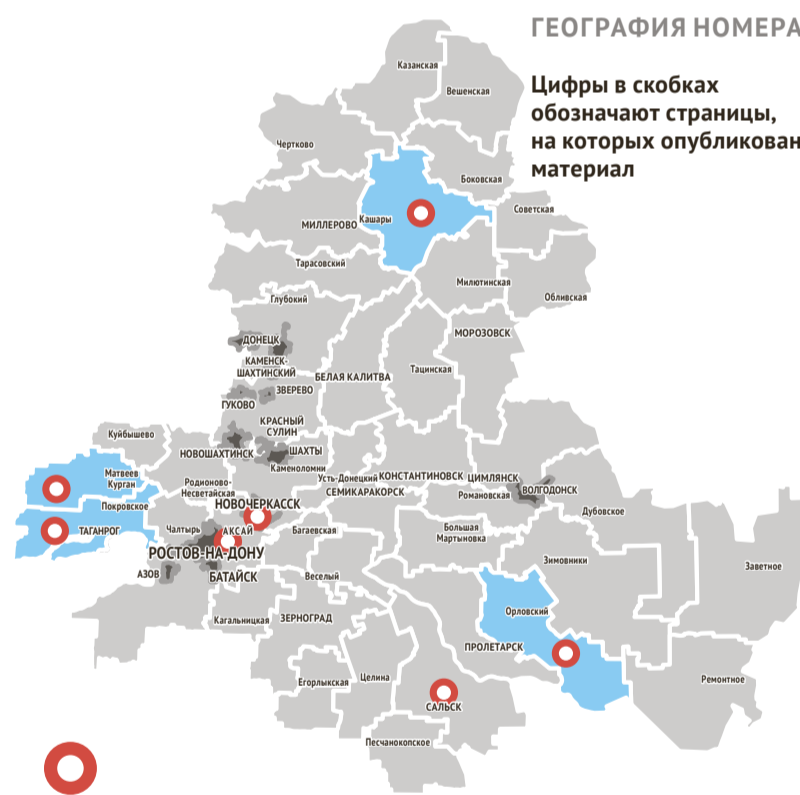 ГЕОГРАФИЯ НОМЕРА
Цифры в скобках
обозначают страницы,
на которых опубликован
материал
Казанская
Вешенская
Чертково
Боковская
Советская
Кашары
МИЛЛЕРОВО
Тарасовский
Милютинская
Обливская
Глубокий
МОРОЗОВСК
ДОНЕЦК
КАМЕНСК-
ШАХТИНСКИЙ
Тацинская
БЕЛАЯ КАЛИТВА
ЗВЕРЕВО
ГУКОВО
КРАСНЫЙ
СУЛИН
Куйбышево
НОВОШАХТИНСК
ШАХТЫ
Каменоломни
Матвеев
Курган
Родионово-
Несветайская
Усть-Донецкий
КОНСТАНТИНОВСК
ЦИМЛЯНСК
СЕМИКАРАКОРСК
Романовская
ВОЛГОДОНСК
Покровское
НОВОЧЕРКАССК
Дубовское
ТАГАНРОГ
Чалтырь
АКСАЙ
Багаевская
Большая
Мартыновка
РОСТОВ-НА-ДОНУ
Зимовники
Заветное
АЗОВ
БАТАЙСК
Веселый
Орловский
Кагальницкая
ЗЕРНОГРАД
ПРОЛЕТАРСК
Егорлыкская
Целина
Ремонтное
САЛЬСК
Песчанокопское